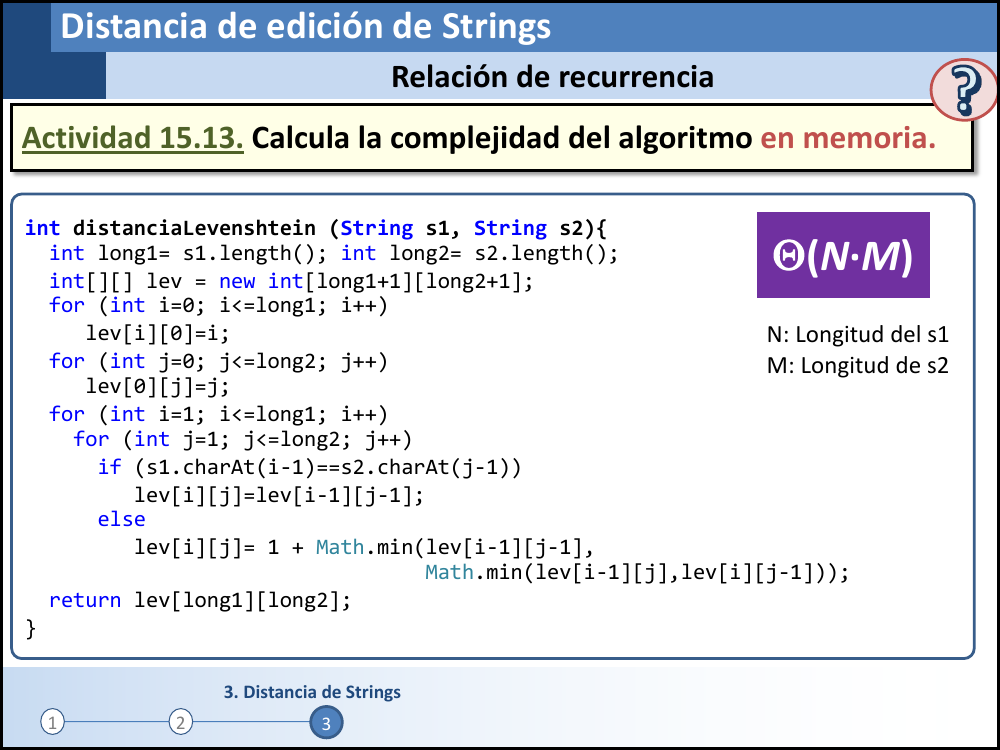 Distancia de edición de Strings
Relación de recurrencia
?
Actividad 15.13. Calcula la complejidad del algoritmo en memoria.
int distanciaLevenshtein (String s1, String s2){
int long1= s1.length(); int long2= s2.length();
int[][] lev = new int[long1+1][long2+1];
for (int i=0; i<=long1; i++)
lev[i][0]=i;
for (int j=0; j<=long2; j++)
lev[0][j]=j;
for (int i=1; i<=long1; i++)
for (int j=1; j<=long2; j++)
if (s1.charAt(i-1)==s2.charAt(j-1))
lev[i][j]=lev[i-1][j-1];
else
lev[i][j]= 1 + Math.min(lev[i-1][j-1],
Math.min(lev[i-1][j],lev[i][j-1]));
return lev[long1][long2];
}
Θ(N·M)
N: Longitud del s1
M: Longitud de s2
3. Distancia de Strings
1 2 3